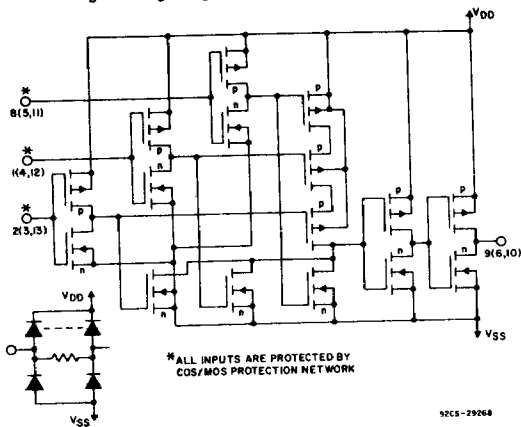 VDD
*
8(5,11)
p
n
p
p
*
1(4,12)
p
n
p
*
2(3,13)
p
n
p
p
p
n
n
n
n
n
9(6,10)
VDD
VSS
VSS
*ALL INPUTS ARE PROTECTED BY
COS/MOS PROTECTION NETWORK
92CS-29268